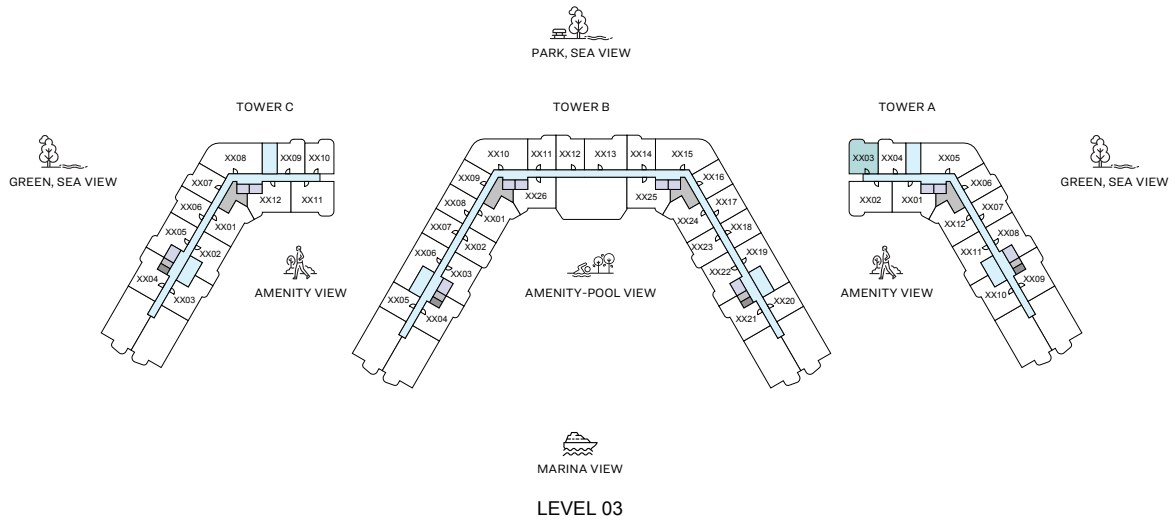 PARK, SEA VIEW
TOWER C
TOWER B
TOWER A
GREEN, SEA VIEW
GREEN, SEA VIEW
XX08
XX09
XX10
XX07
XX06
XX05
XX04
XX03
XX02
XX01
XX12
XX11
XX10
XX11
XX12
XX13
XX14
XX15
XX09
XX08
XX07
XX06
XX05
XX04
XX03
XX02
XX01
XX26
XX25
XX16
XX17
XX18
XX19
XX20
XX21
XX22
XX23
XX24
XX03
XX04
XX05
XX02
XX01
XX06
XX07
XX08
XX09
XX10
XX11
XX12
AMENITY VIEW
AMENITY-POOL VIEW
AMENITY VIEW
MARINA VIEW
LEVEL 03